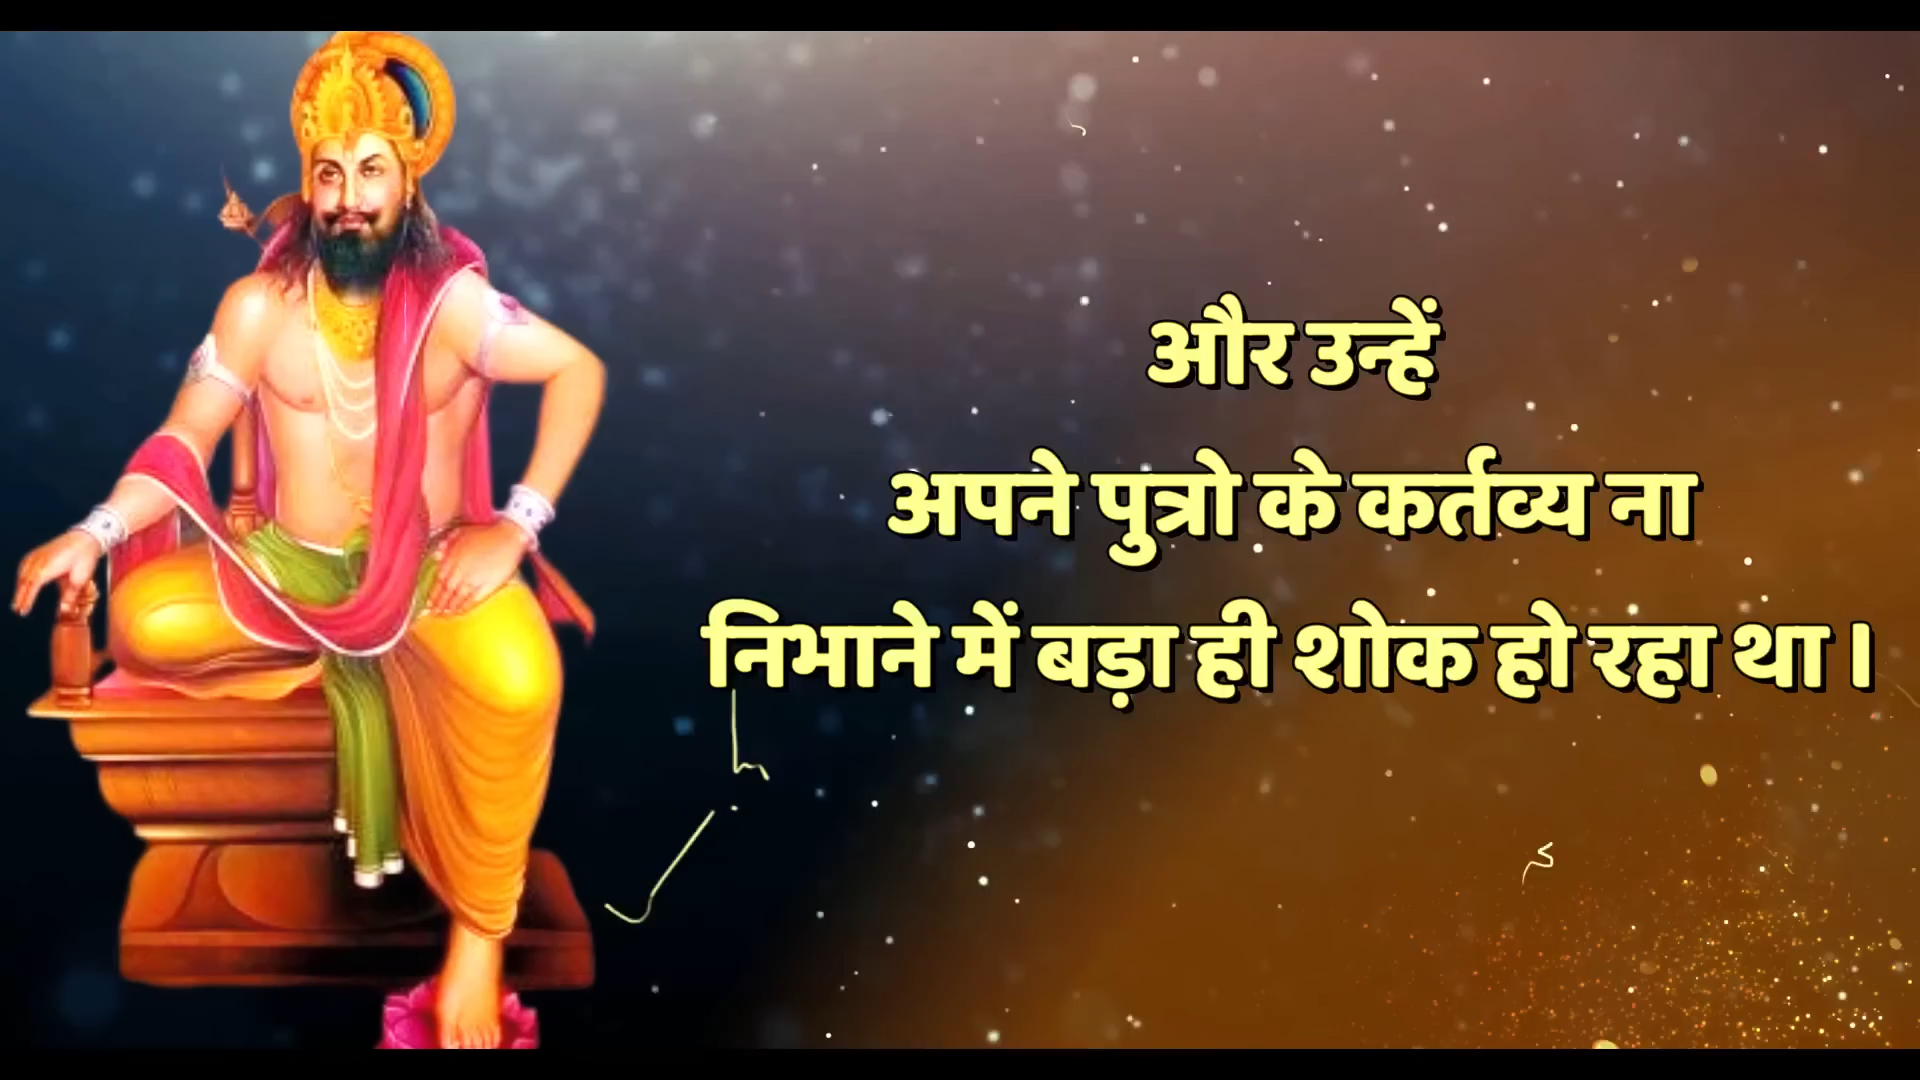 और उन्हें
अपने पुत्रो के कर्तव्य ना
निभाने में बड़ा ही शोक हो रहा था।